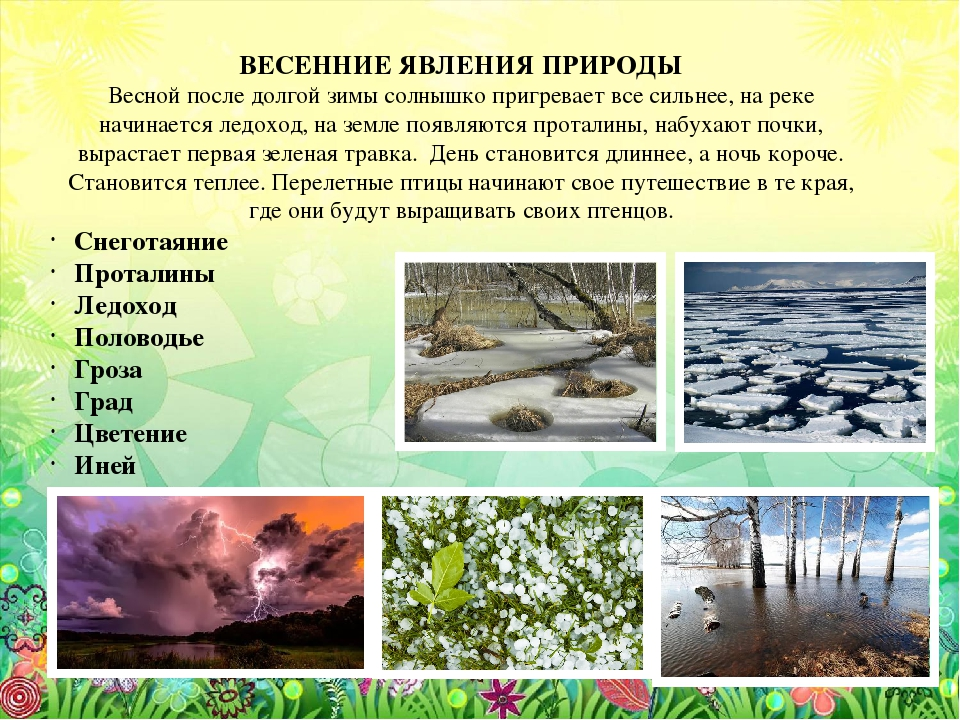 ВЕСЕННИЕ ЯВЛЕНИЯ ПРИРОДЫ
Весной после долгой зимы солнышко пригревает все сильнее, на реке
начинается ледоход, на земле появляются проталины, набухают почки,
вырастает первая зеленая травка. День становится длиннее, а ночь короче.
Становится теплее. Перелетные птицы начинают свое путешествие в те края,
где они будут выращивать своих птенцов.
· Снеготаяние
· Проталины
· Ледоход
· Половодье
· Гроза
· Град
· Цветение
· Иней